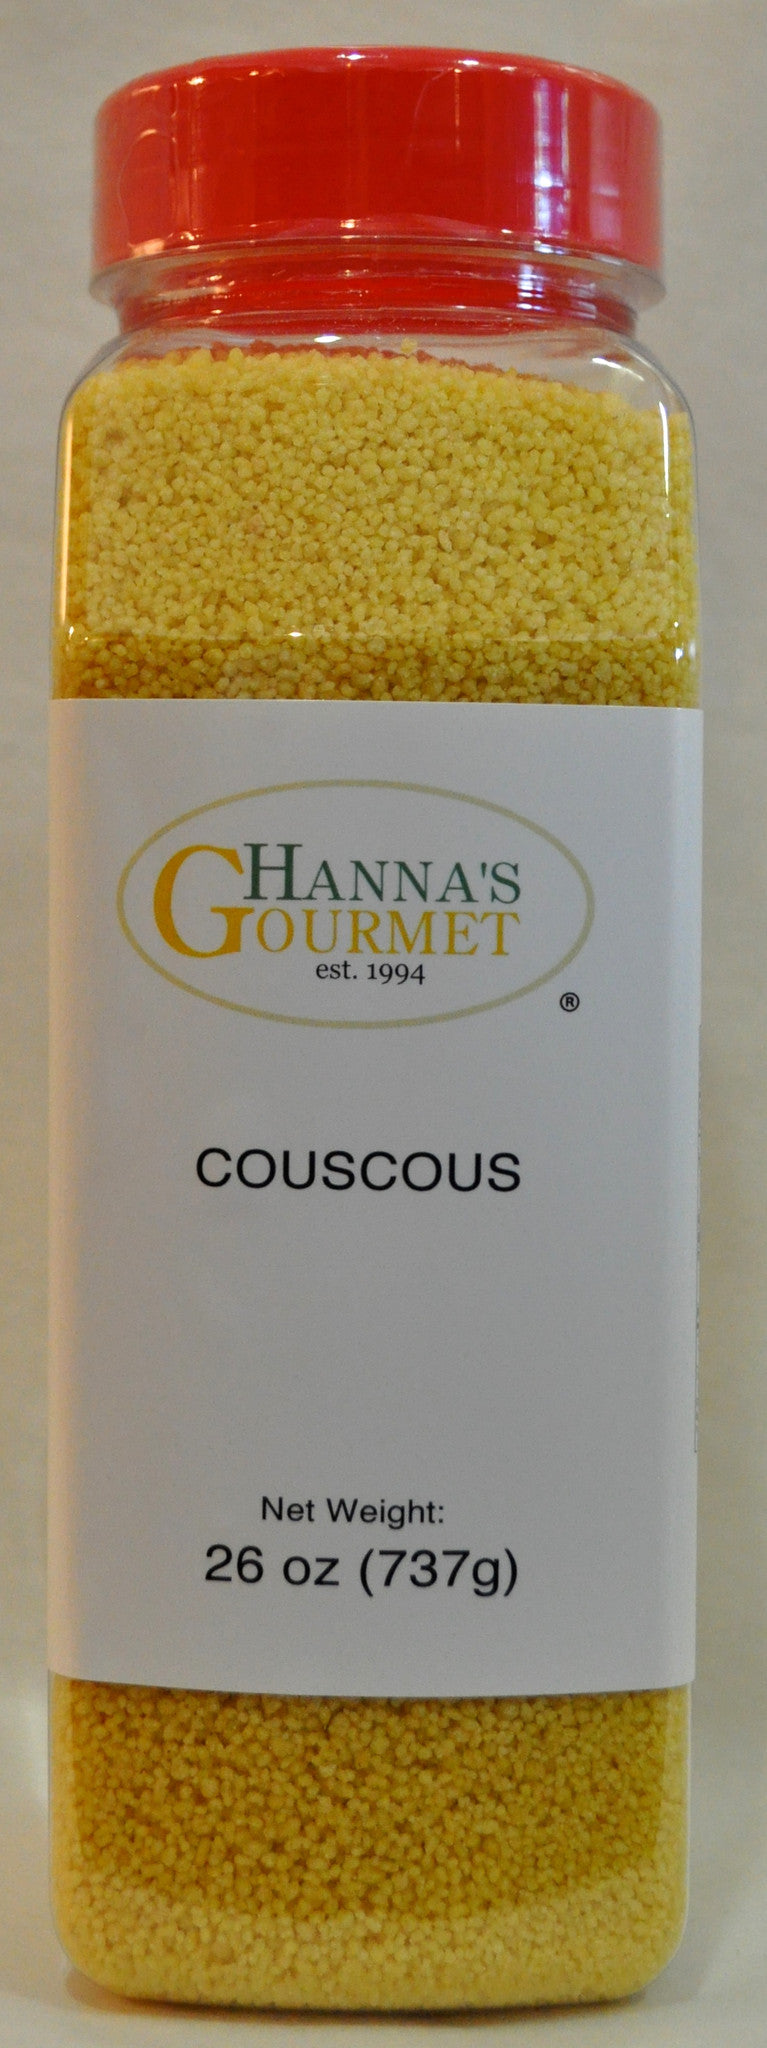 HANNA'S
GOURMET
est. 1994
®
COUSCOUS
Net Weight:
26 oz (737g)